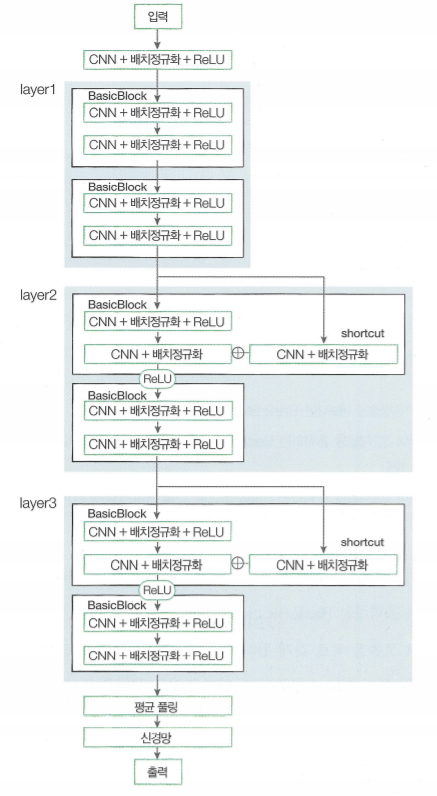 입력
CNN + 배치정규화 + ReLU
layer1
BasicBlock
CNN + 배치정규화 + ReLU
CNN + 배치정규화 + ReLU
BasicBlock
CNN + 배치정규화 + ReLU
CNN + 배치정규화 + ReLU
layer2
BasicBlock
CNN + 배치정규화 + ReLU
shortcut
CNN + 배치정규화
CNN + 배치정규화
ReLU
BasicBlock
CNN + 배치정규화 + ReLU
CNN + 배치정규화 + ReLU
layer3
BasicBlock
CNN + 배치정규화 + ReLU
shortcut
CNN + 배치정규화
CNN + 배치정규화
ReLU
BasicBlock
CNN + 배치정규화 + ReLU
CNN + 배치정규화 + ReLU
평균 풀링
신경망
출력